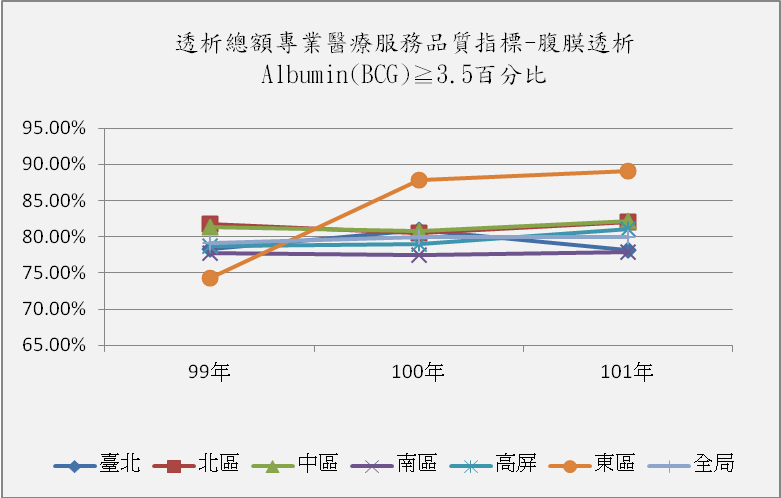 透析總額專業醫療服務品質指標-腹膜透析
Albumin(BCG)≧3.5百分比
95.00%
90.00%
85.00%
80.00%
75.00%
70.00%
65.00%
99年 100年 101年
臺北 北區 中區 南區 高屏 東區 全局